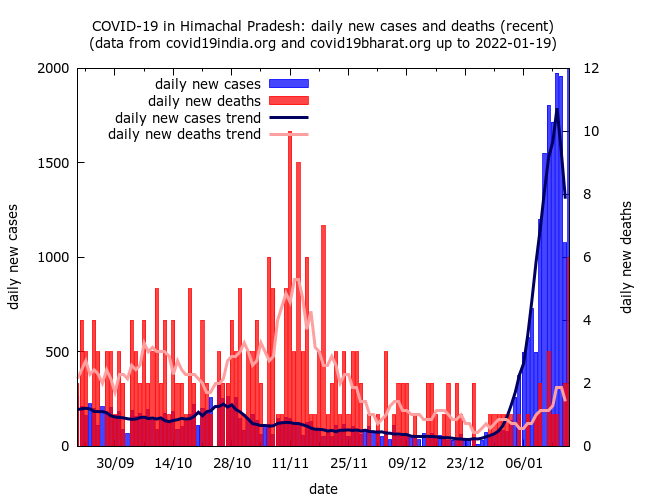 COVID-19 in Himachal Pradesh: daily new cases and deaths (recent)
(data from covid19india.org and covid19bharat.org up to 2022-01-19)
daily new cases
daily new deaths
daily new cases trend
daily new deaths trend
2000
1500
1000
500
0
12
10
8
6
4
2
0
daily new cases
daily new deaths
30/09 14/10 28/10 11/11 25/11 09/12 23/12 06/01
date